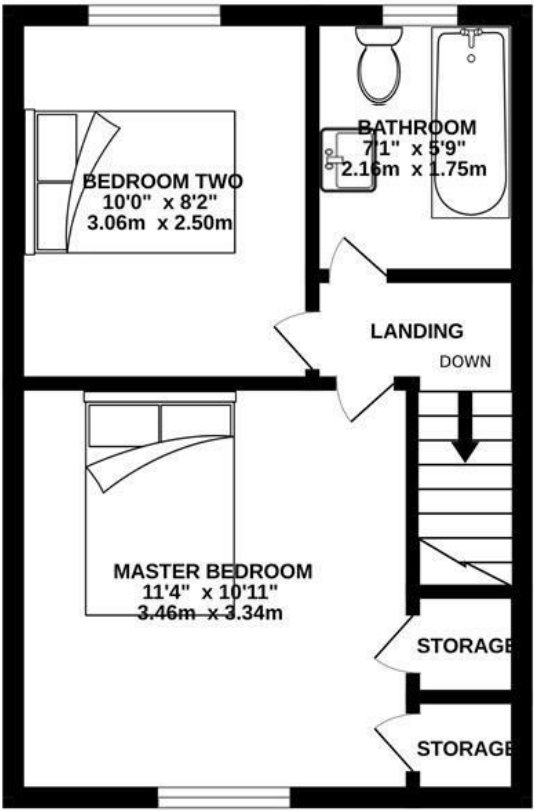 BATHROOM
7'1" x 5'9"
2.16m x 1.75m
BEDROOM TWO
10'0" x 8'2"
3.06m x 2.50m
LANDING
DOWN
MASTER BEDROOM
11'4" x 10'11"
3.46m x 3.34m
STORAGE
STORAGE